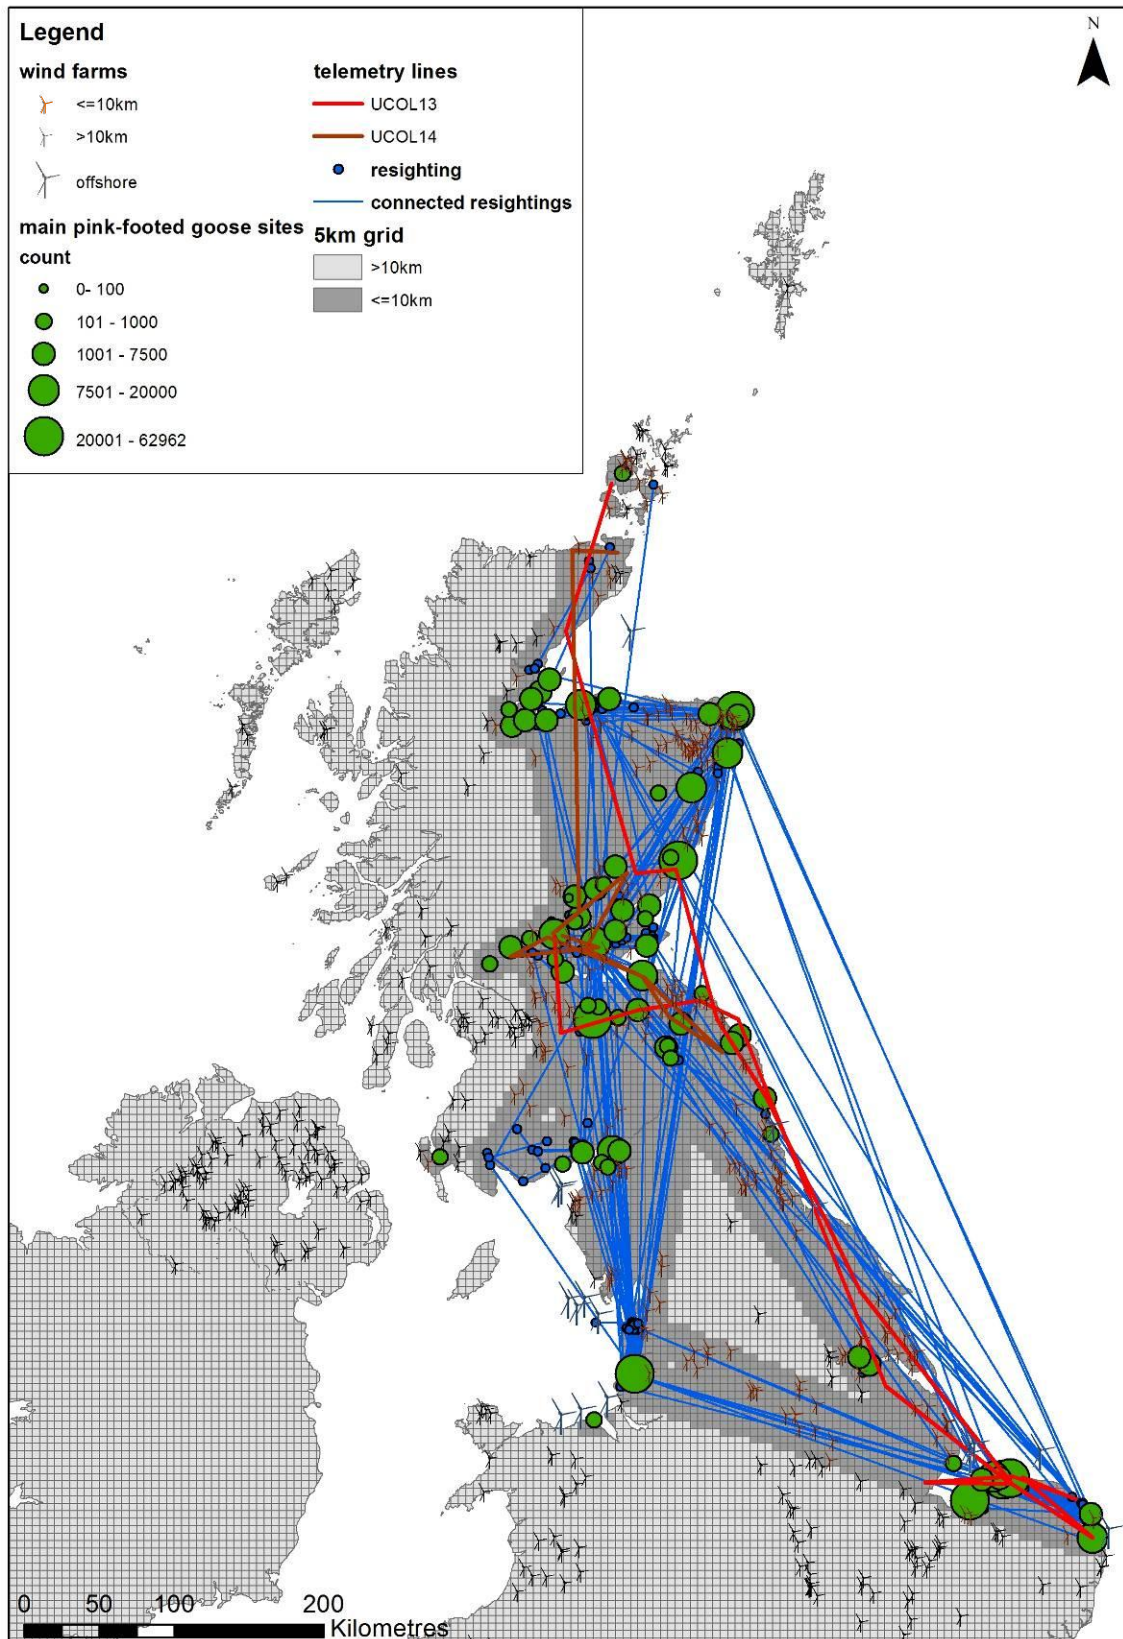 Legend
wind farms
<=10km
>10km
offshore
main pink-footed goose sites
count
0- 100
101 - 1000
1001 - 7500
7501 - 20000
20001 - 62962
telemetry lines
UCOL13
UCOL14
resighting
connected resightings
5km grid
>10km
<=10km
N
0 50 100 200
Kilometres